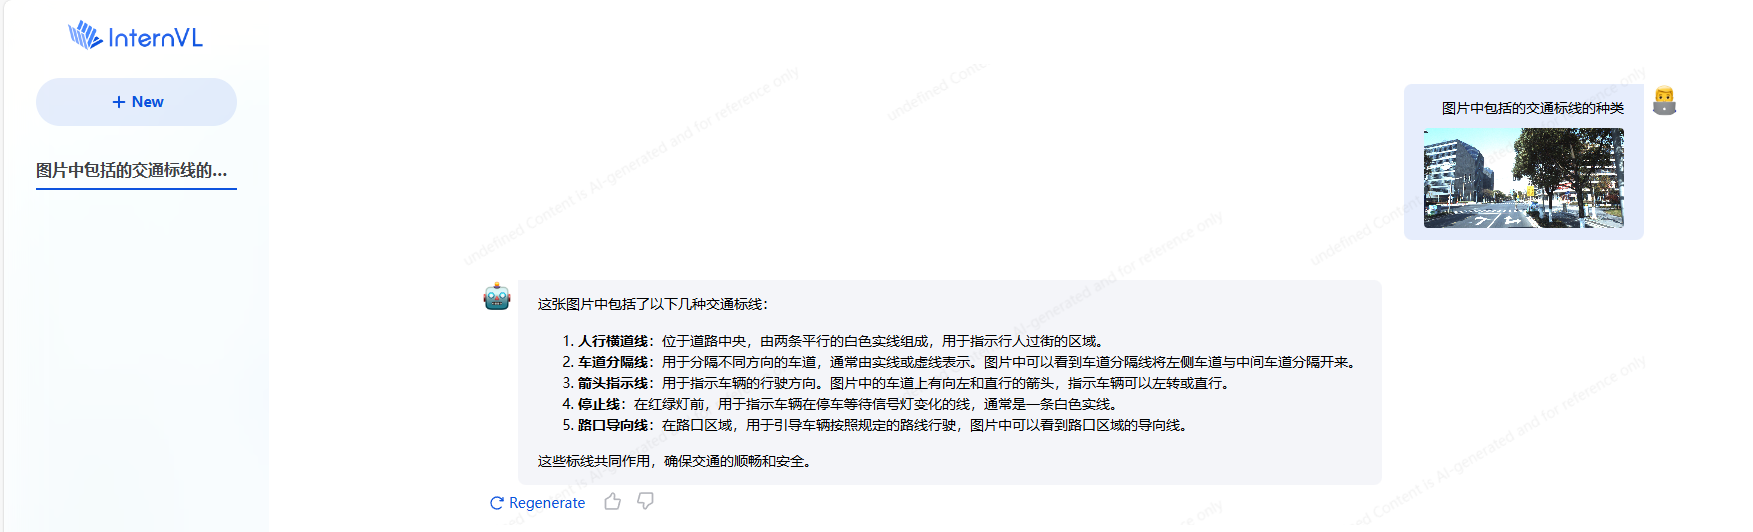 InternVL
+ New
图片中包括的交通标线的...
图片中包括的交通标线的种类
这张图片中包括了以下几种交通标线：
1. 人行横道线：位于道路中央，由两条平行的白色实线组成，用于指示行人过街的区域。
2. 车道分隔线：用于分隔不同方向的车道，通常由实线或虚线表示。图片中可以看到车道分隔线将左侧车道与中间车道分隔开来。
3. 箭头指示线：用于指示车辆的行驶方向。图片中的车道上有向左和直行的箭头，指示车辆可以左转或直行。
4. 停止线：在红绿灯前，用于指示车辆在停车等待信号灯变化的线，通常是一条白色实线。
5. 路口导向线：在路口区域，用于引导车辆按照规定的路线行驶，图片中可以看到路口区域的导向线。
这些标线共同作用，确保交通的顺畅和安全。
Regenerate
undefined Content is AI-generated and for reference only